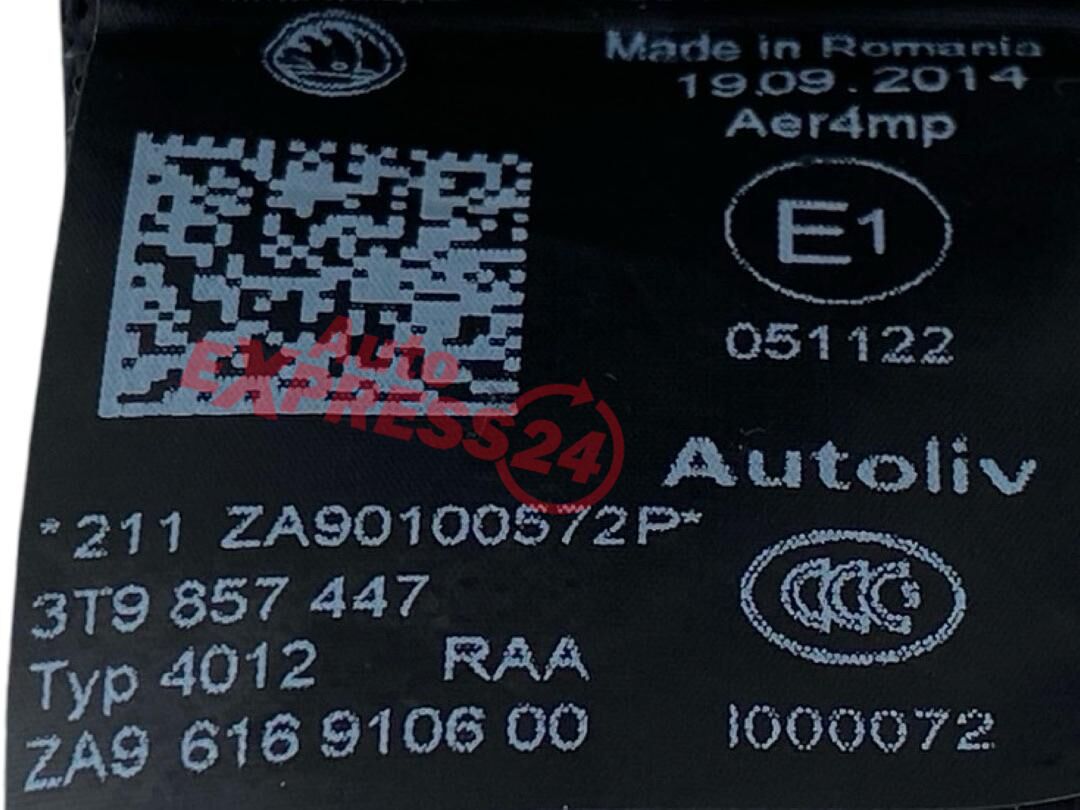 Made in Romania
19.09.2014
Aer4mp
E1
051122
Auto
EXPRESS24
Autoliv
*211 ZA90100572P*
3T9 857 447
Typ 4012 RAA
ZA9 616 9106 00
CCC
I000072